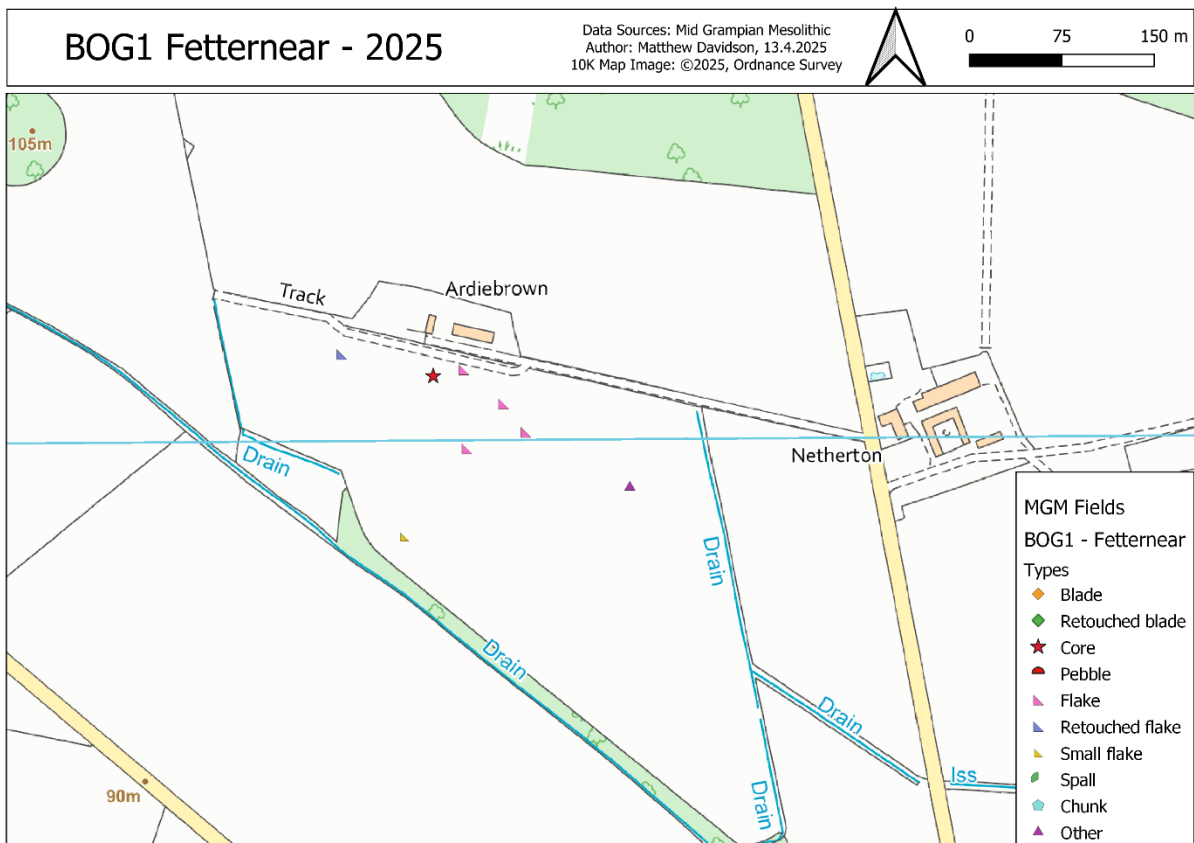 BOG1 Fetternear - 2025
Data Sources: Mid Grampian Mesolithic
Author: Matthew Davidson, 13.4.2025
10K Map Image: ©2025, Ordnance Survey
0 75 150 m
105m
Track
Ardiebrown
Netherton
Drain
Drain
Drain
Drain
Drain
Iss
90m
MGM Fields
BOG1 - Fetternear
Types
Blade
Retouched blade
Core
Pebble
Flake
Retouched flake
Small flake
Spall
Chunk
Other